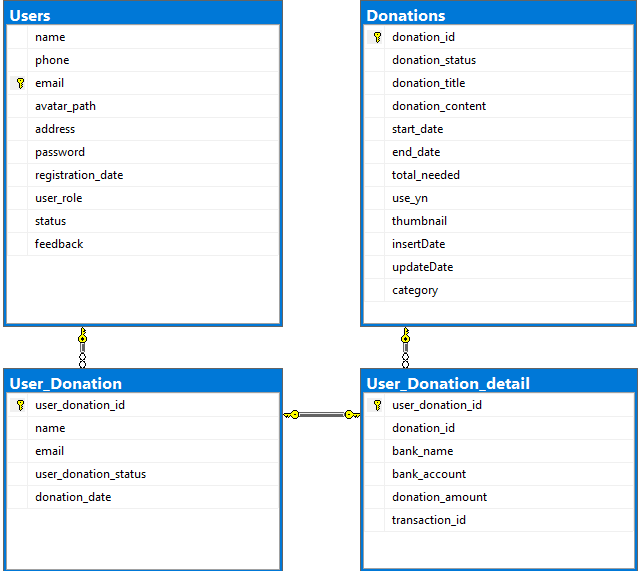 Users
name
phone
email
avatar_path
address
password
registration_date
user_role
status
feedback
Donations
donation_id
donation_status
donation_title
donation_content
start_date
end_date
total_needed
use_yn
thumbnail
insertDate
updateDate
category
User_Donation
user_donation_id
name
email
user_donation_status
donation_date
User_Donation_detail
user_donation_id
donation_id
bank_name
bank_account
donation_amount
transaction_id